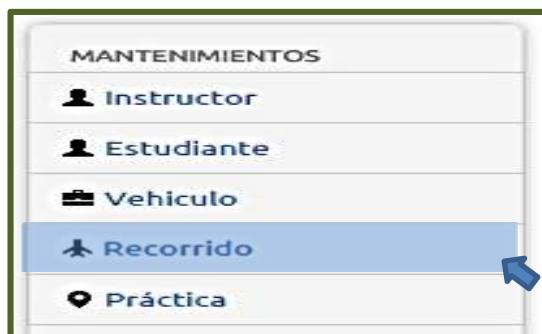 MANTENIMIENTOS
Instructor
Estudiante
Vehiculo
Recorrido
Práctica